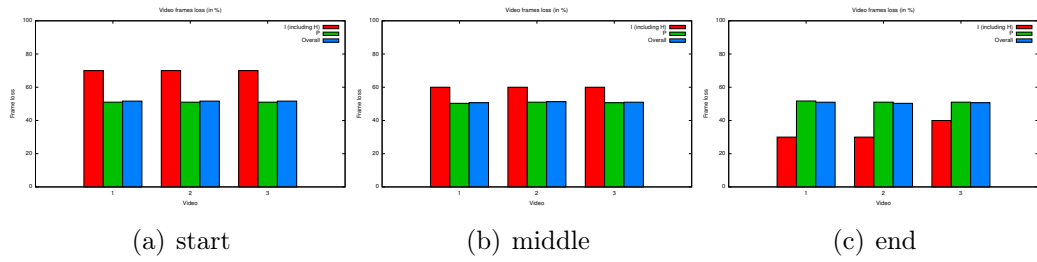 Video frames loss (in %)
100
80
60
40
20
0
Frame loss
I (including H)
P
Overall
1
2
3
Video
(a) start
Video frames loss (in %)
100
80
60
40
20
0
Frame loss
I (including H)
P
Overall
1
2
3
Video
(b) middle
Video frames loss (in %)
100
80
60
40
20
0
Frame loss
I (including H)
P
Overall
1
2
3
Video
(c) end